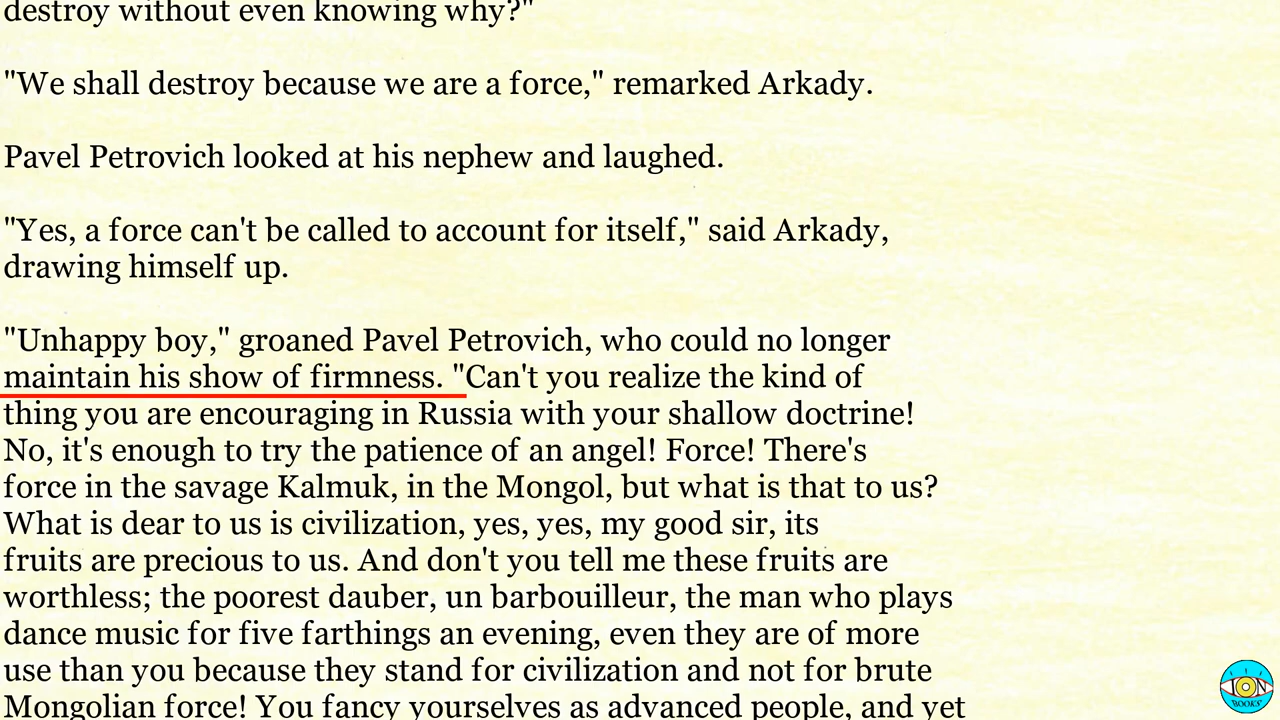 destroy without even knowing why?"
"We shall destroy because we are a force," remarked Arkady.
Pavel Petrovich looked at his nephew and laughed.
"Yes, a force can't be called to account for itself," said Arkady,
drawing himself up.
"Unhappy boy," groaned Pavel Petrovich, who could no longer
maintain his show of firmness. "Can't you realize the kind of
thing you are encouraging in Russia with your shallow doctrine!
No, it's enough to try the patience of an angel! Force! There's
force in the savage Kalmuk, in the Mongol, but what is that to us?
What is dear to us is civilization, yes, yes, my good sir, its
fruits are precious to us. And don't you tell me these fruits are
worthless; the poorest dauber, un barbouilleur, the man who plays
dance music for five farthings an evening, even they are of more
use than you because they stand for civilization and not for brute
Mongolian force! You fancy yourselves as advanced people, and yet
ION
BOOKS